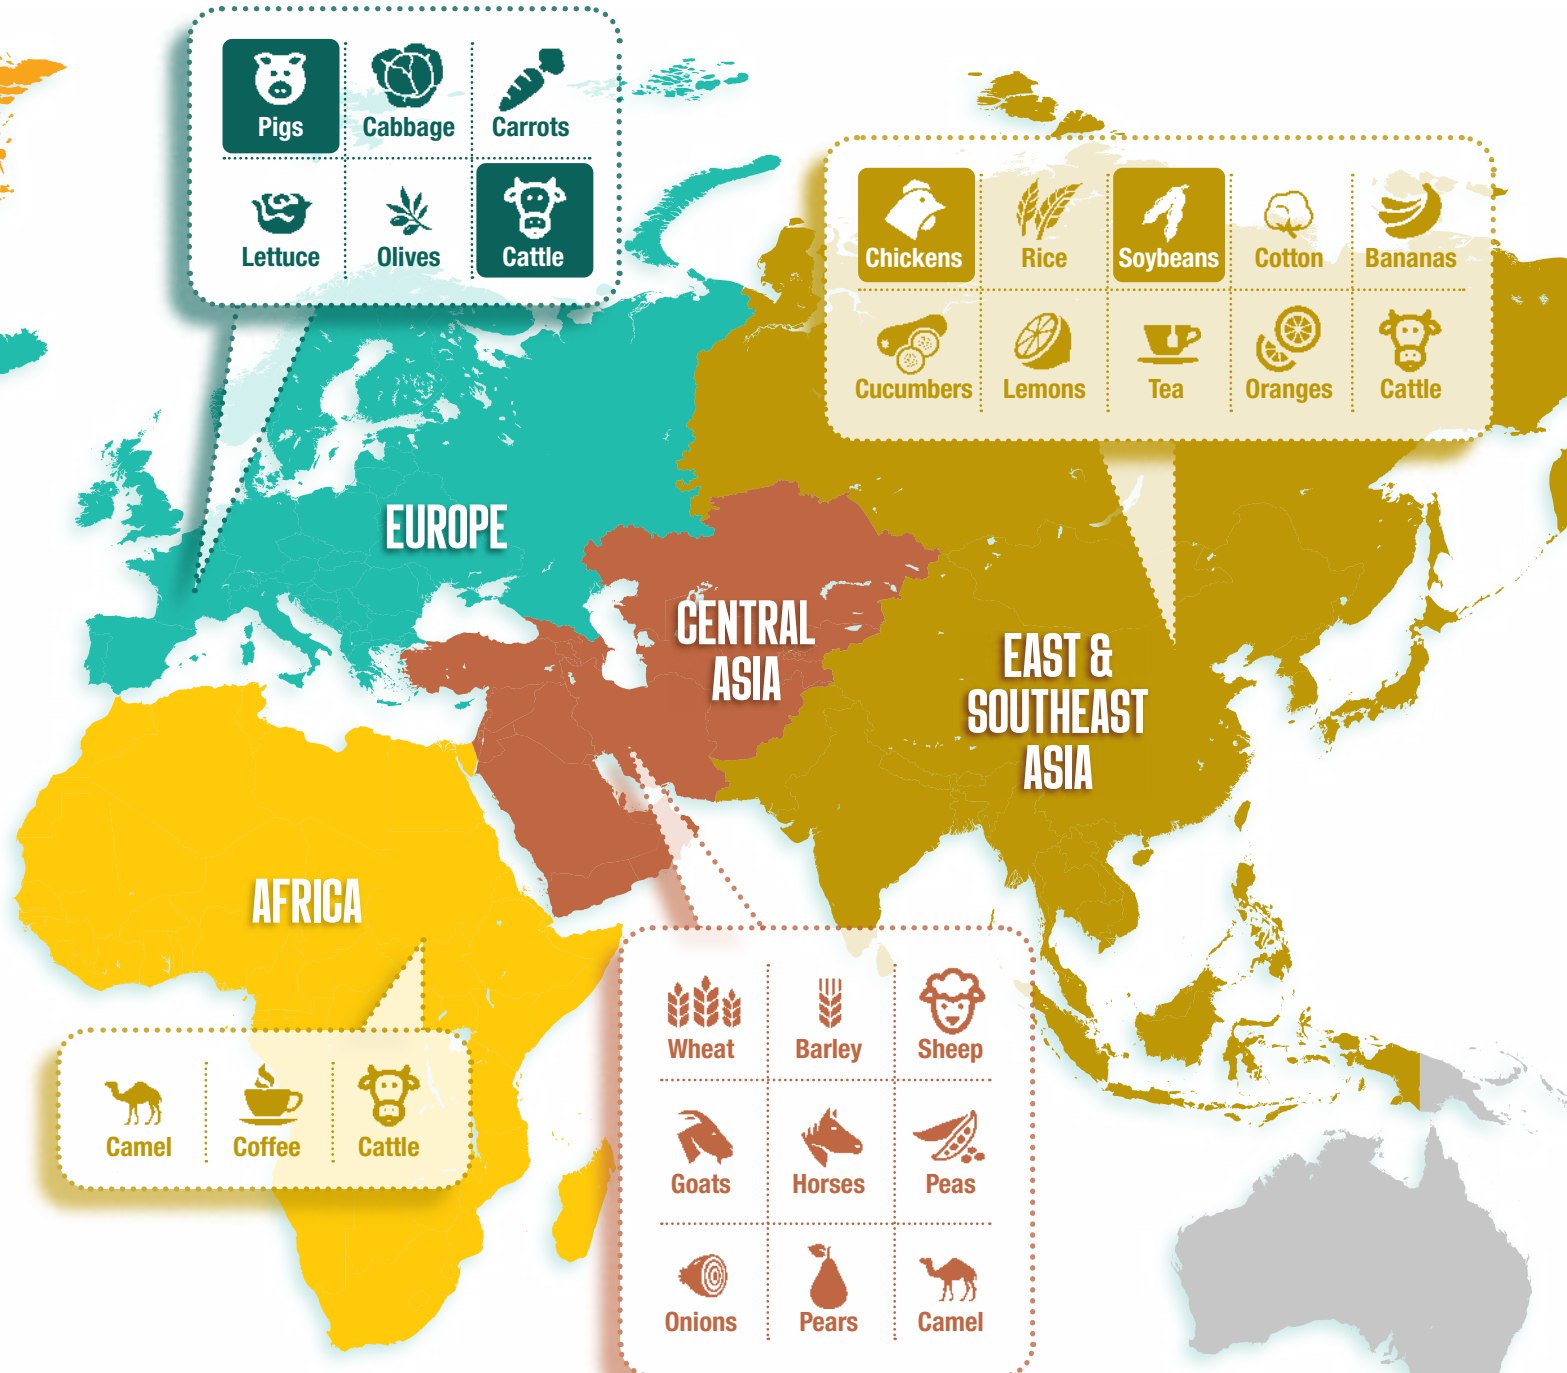 Pigs
Cabbage
Carrots
Lettuce
Olives
Cattle
Chickens
Rice
Soybeans
Cotton
Bananas
Cucumbers
Lemons
Tea
Oranges
Cattle
EUROPE
CENTRAL
ASIA
EAST &
SOUTHEAST
ASIA
AFRICA
Camel
Coffee
Cattle
Wheat
Barley
Sheep
Goats
Horses
Peas
Onions
Pears
Camel